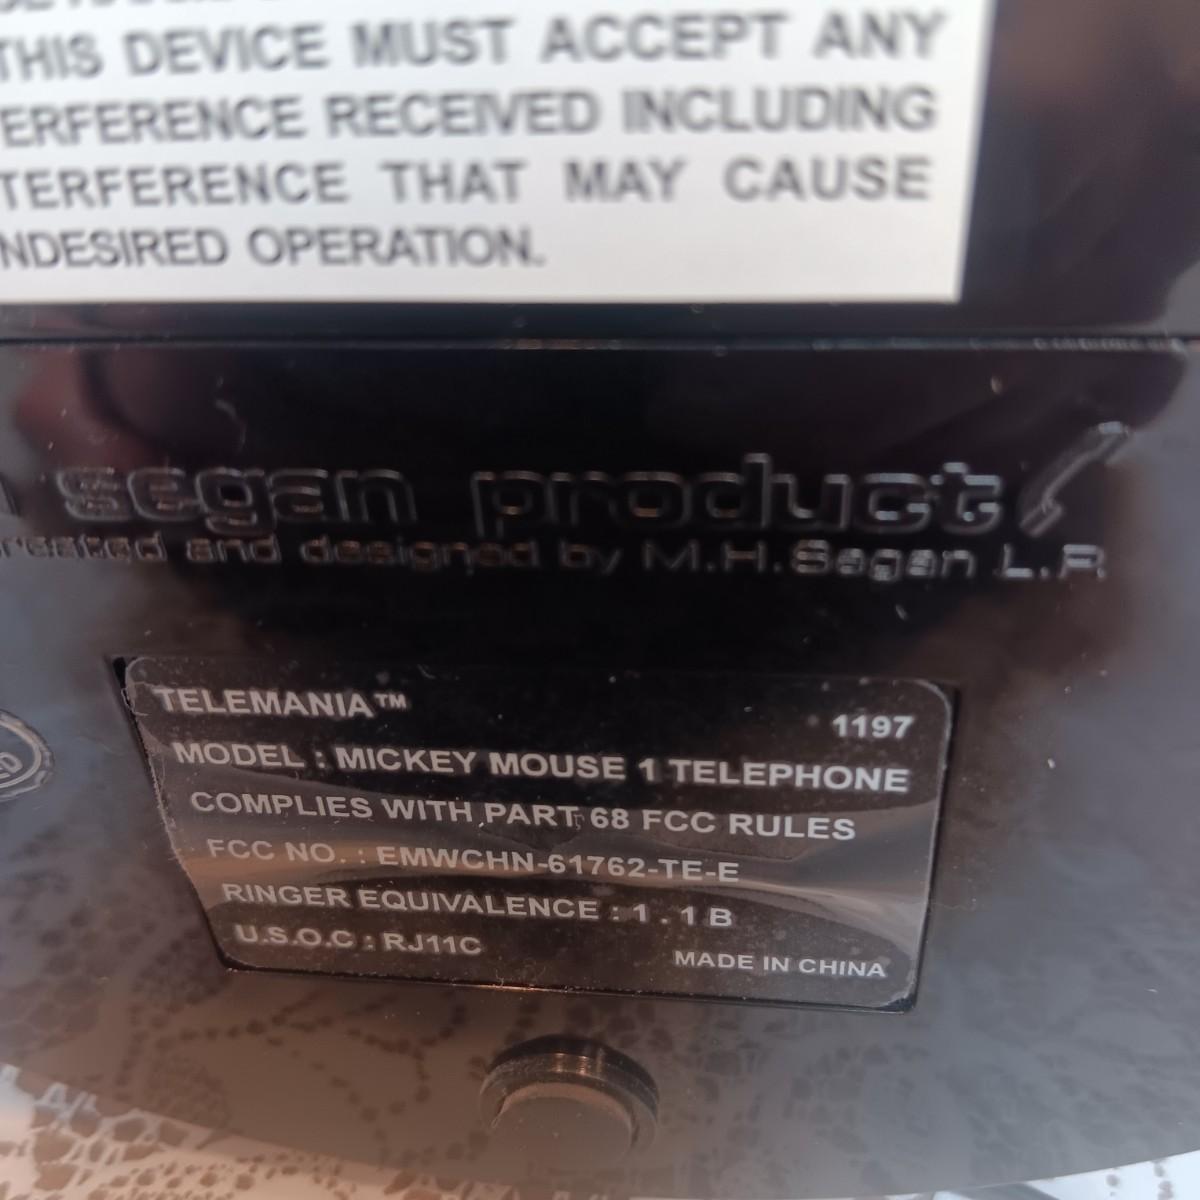 THIS DEVICE MUST ACCEPT ANY
ERFERENCE RECEIVED INCLUDING
TERFERENCE THAT MAY CAUSE
NDESIRED OPERATION.
segan product
reated and designed by M.H.Segan L.P.
TELEMANIA™
1197
MODEL : MICKEY MOUSE 1 TELEPHONE
COMPLIES WITH PART 68 FCC RULES
FCC NO. : EMWCHN-61762-TE-E
RINGER EQUIVALENCE : 1 . 1 B
U.S.O.C : RJ11C
MADE IN CHINA